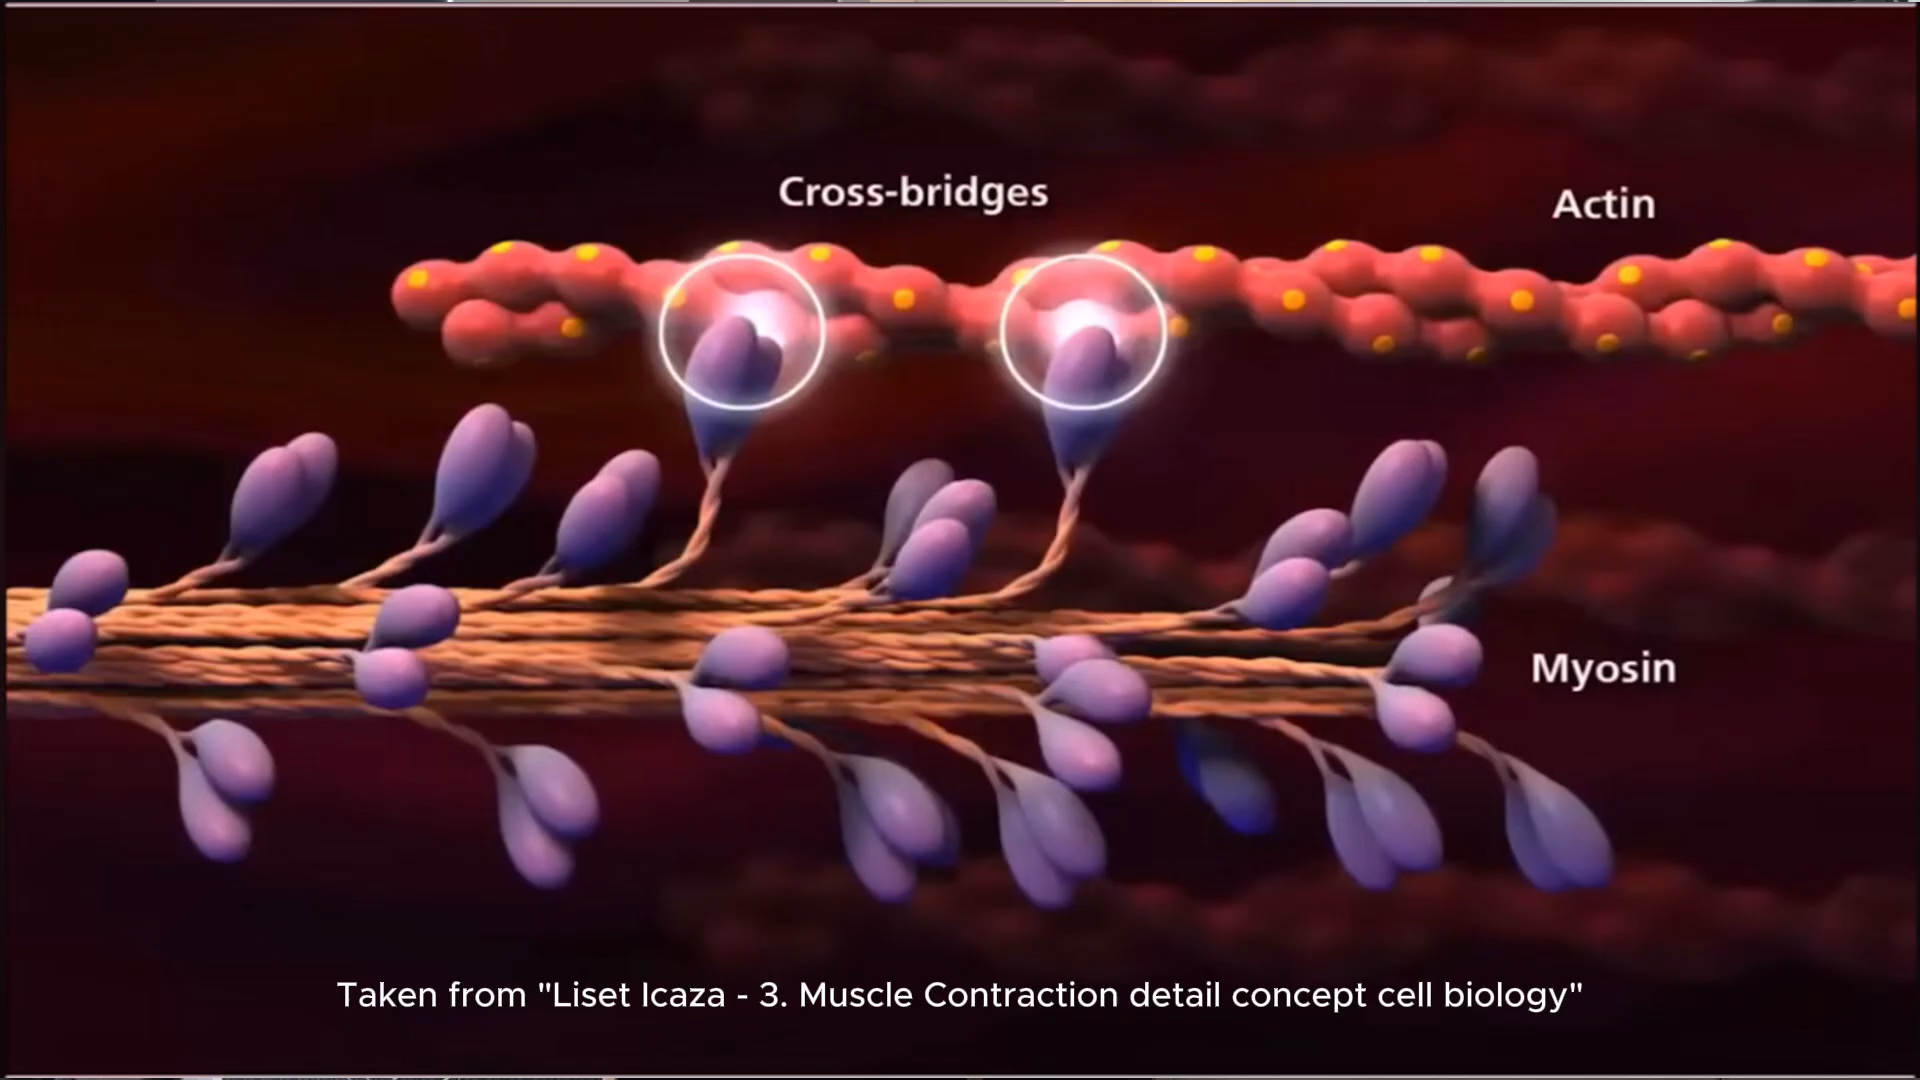 Cross-bridges
Actin
Myosin
Taken from "Liset Icaza - 3. Muscle Contraction detail concept cell biology"